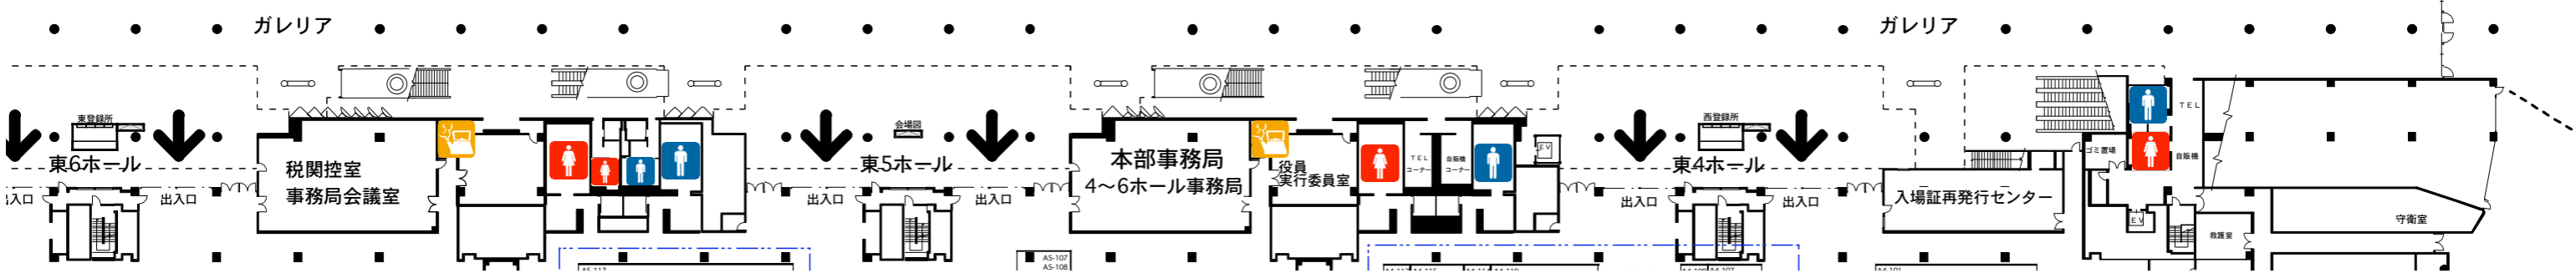 ガレリア
ガレリア
東登録所
東6ホール
出入口
出入口
税関控室
事務局会議室
会場図
東5ホール
出入口
出入口
本部事務局
4〜6ホール事務局
役員
実行委員室
TEL
コーナー
自販機
コーナー
EV
西登録所
東4ホール
出入口
出入口
入場証再発行センター
ゴミ置場
TEL
自販機
EV
救護室
守衛室
A5-107
A5-108